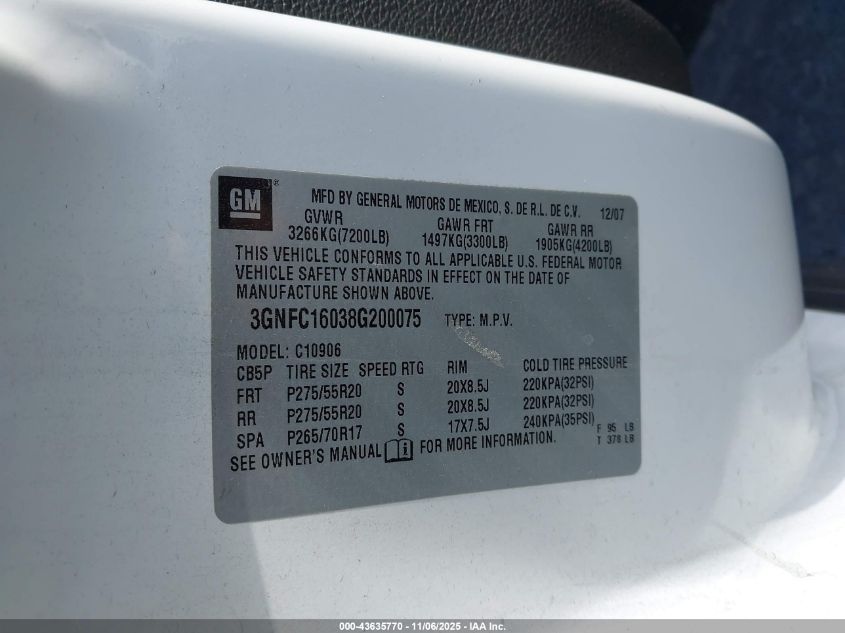 GM
MFD BY GENERAL MOTORS DE MEXICO, S. DE R.L. DE C.V. 12/07
GVWR GAWR FRT GAWR RR
3266KG(7200LB) 1497KG(3300LB) 1905KG(4200LB)
THIS VEHICLE CONFORMS TO ALL APPLICABLE U.S. FEDERAL MOTOR
VEHICLE SAFETY STANDARDS IN EFFECT ON THE DATE OF
MANUFACTURE SHOWN ABOVE.
3GNFC16038G200075 TYPE: M.P.V.
MODEL: C10906
CB5P TIRE SIZE SPEED RTG RIM COLD TIRE PRESSURE
FRT P275/55R20 S 20X8.5J 220KPA(32PSI)
RR P275/55R20 S 20X8.5J 220KPA(32PSI)
SPA P265/70R17 S 17X7.5J 240KPA(35PSI) F 95 LB
T 378 LB
SEE OWNER'S MANUAL FOR MORE INFORMATION.
000-43635770 - 11/06/2025 - IAA Inc.